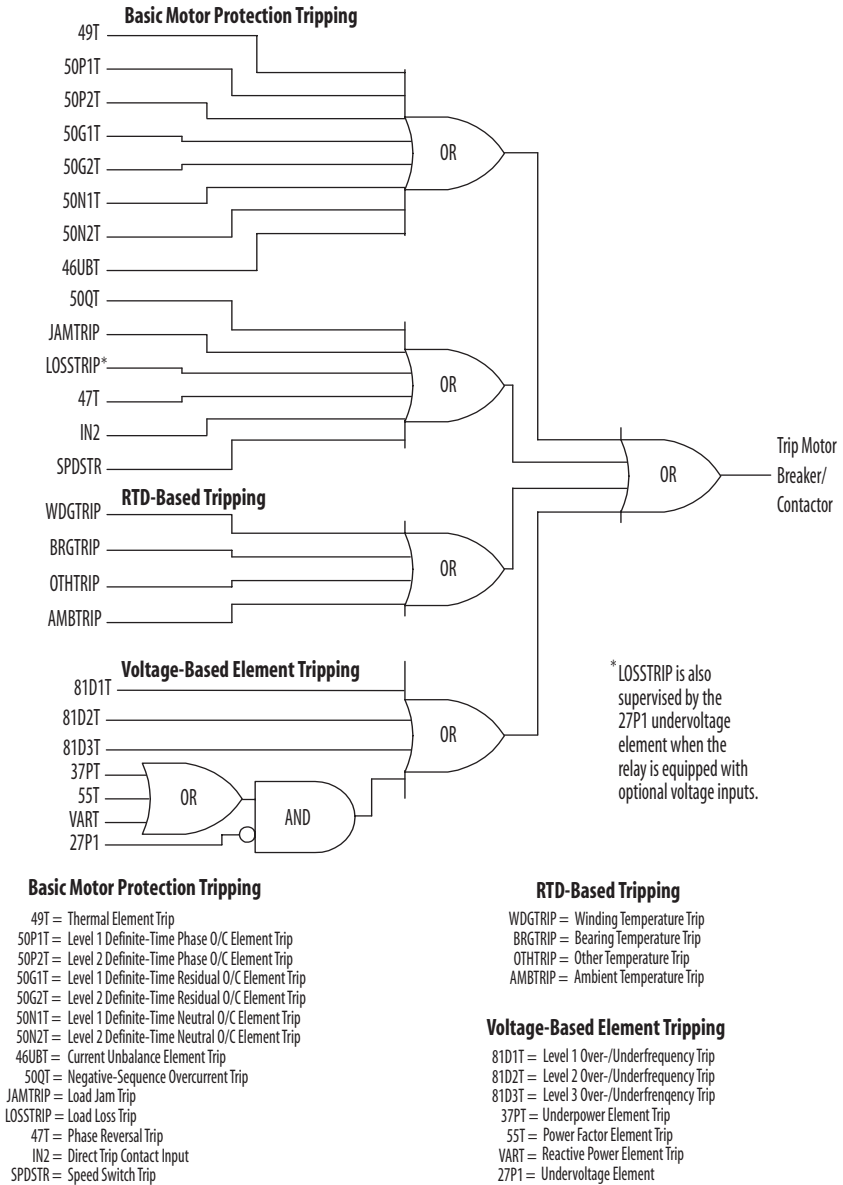 Basic Motor Protection Tripping
49T
50P1T
50P2T
50G1T
50G2T
50N1T
50N2T
46UBT
OR
50QT
JAMTRIP
LOSSTRIP*
47T
IN2
SPDSTR
OR
OR
Trip Motor
Breaker/
Contactor
RTD-Based Tripping
WDGTRIP
BRGTRIP
OTHTRIP
AMBTRIP
OR
Voltage-Based Element Tripping
81D1T
81D2T
81D3T
37PT
55T
VART
27P1
OR
AND
OR
*LOSSTRIP is also
supervised by the
27P1 undervoltage
element when the
relay is equipped with
optional voltage inputs.
Basic Motor Protection Tripping
49T = Thermal Element Trip
50P1T = Level 1 Definite-Time Phase O/C Element Trip
50P2T = Level 2 Definite-Time Phase O/C Element Trip
50G1T = Level 1 Definite-Time Residual O/C Element Trip
50G2T = Level 2 Definite-Time Residual O/C Element Trip
50N1T = Level 1 Definite-Time Neutral O/C Element Trip
50N2T = Level 2 Definite-Time Neutral O/C Element Trip
46UBT = Current Unbalance Element Trip
50QT = Negative-Sequence Overcurrent Trip
JAMTRIP = Load Jam Trip
LOSSTRIP = Load Loss Trip
47T = Phase Reversal Trip
IN2 = Direct Trip Contact Input
SPDSTR = Speed Switch Trip
RTD-Based Tripping
WDGTRIP = Winding Temperature Trip
BRGTRIP = Bearing Temperature Trip
OTHTRIP = Other Temperature Trip
AMBTRIP = Ambient Temperature Trip
Voltage-Based Element Tripping
81D1T = Level 1 Over-/Underfrequency Trip
81D2T = Level 2 Over-/Underfrequency Trip
81D3T = Level 3 Over-/Underfrenqency Trip
37PT = Underpower Element Trip
55T = Power Factor Element Trip
VART = Reactive Power Element Trip
27P1 = Undervoltage Element